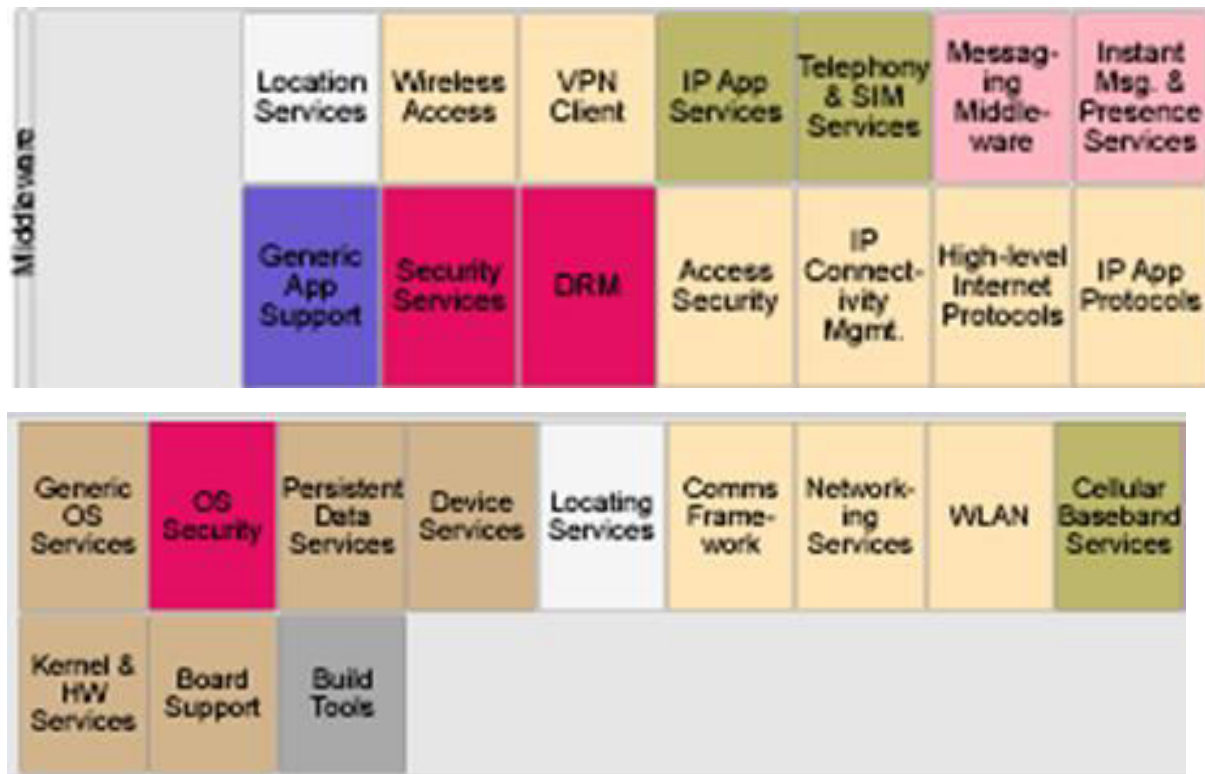 Middleware
Location
Services
Wireless
Access
VPN
Client
IP App
Services
Telephony
& SIM
Services
Messag-
ing
Middle-
ware
Instant
Msg. &
Presence
Services
Generic
App
Support
Security
Services
DRM
Access
Security
IP
Connect-
ivity
Mgmt.
High-level
Internet
Protocols
IP App
Protocols
Generic
OS
Services
OS
Security
Persistent
Data
Services
Device
Services
Locating
Services
Comms
Frame-
work
Network-
ing
Services
WLAN
Cellular
Baseband
Services
Kernel &
HW
Services
Board
Support
Build
Tools